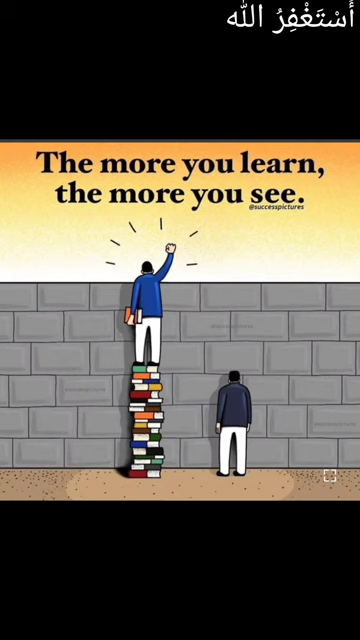 أَسْتَغْفِرُ اللّٰه
The more you learn,
the more you see.
@successpictures